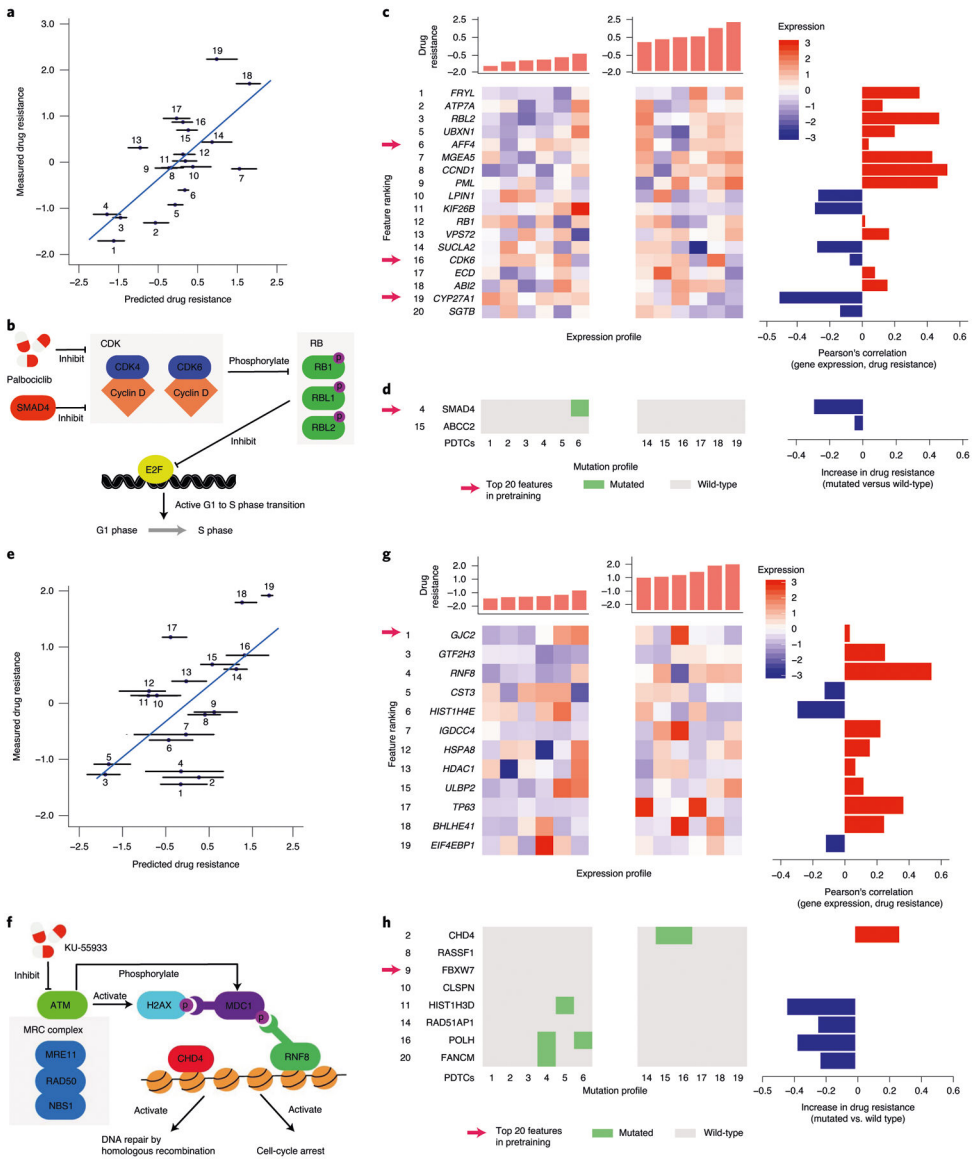 a
3.0
2.0
1.0
0
−1.0
−2.0
Measured drug resistance
19
18
17
16
15
14
13
12
11
10
9
8
7
6
5
4
3
2
1
−2.5
−1.5
−0.5
0.5
1.5
2.5
Predicted drug resistance
b
Palbociclib
Inhibit
SMAD4
Inhibit
CDK
CDK4
CDK6
Cyclin D
Cyclin D
Phosphorylate
RB
RB1
p
RBL1
p
RBL2
p
Inhibit
E2F
Active G1 to S phase transition
G1 phase
S phase
c
Drug
resistance
2.5
−0.5
−2.0
2.5
1.0
−0.5
−2.0
Expression
3
2
1
0
−1
−2
−3
Feature ranking
1 FRYL
2 ATP7A
3 RBL2
5 UBXN1
6 AFF4
7 MGEA5
8 CCND1
9 PML
10 LPIN1
11 KIF26B
12 RB1
13 VPS72
14 SUCLA2
16 CDK6
17 ECD
18 ABI2
19 CYP27A1
20 SGTB
Expression profile
−0.5 −0.4 −0.2 0 0.2 0.4 0.6
Pearson's correlation
(gene expression, drug resistance)
d
4 SMAD4
15 ABCC2
PDTCs 1 2 3 4 5 6 14 15 16 17 18 19
Mutation profile
Top 20 features
in pretraining
Mutated
Wild-type
−0.4 −0.2 0 0.2 0.4 0.6
Increase in drug resistance
(mutated versus wild-type)
e
2.0
1.0
0
−1.0
−2.0
Measured drug resistance
19
18
17
16
15
14
13
12
11
10
9
8
7
6
5
4
3
2
1
−2.5
−1.5
−0.5
0.5
1.5
2.5
Predicted drug resistance
f
KU-55933
Inhibit
ATM
Phosphorylate
Activate
H2AX
p
MDC1
p
RNF8
MRC complex
MRE11
RAD50
NBS1
CHD4
Activate
Activate
DNA repair by
homologous recombination
Cell-cycle arrest
g
Drug
resistance
1.0
−1.0
−2.0
2.0
1.0
−1.0
−2.0
Expression
3
2
1
0
−1
−2
−3
Feature ranking
1 GJC2
3 GTF2H3
4 RNF8
5 CST3
6 HIST1H4E
7 IGDCC4
12 HSPA8
13 HDAC1
15 ULBP2
17 TP63
18 BHLHE41
19 EIF4EBP1
Expression profile
−0.4 −0.2 0 0.2 0.4 0.6
Pearson's correlation
(gene expression, drug resistance)
h
2 CHD4
8 RASSF1
9 FBXW7
10 CLSPN
11 HIST1H3D
14 RAD51AP1
16 POLH
20 FANCM
PDTCs 1 2 3 4 5 6 14 15 16 17 18 19
Mutation profile
Top 20 features
in pretraining
Mutated
Wild-type
−0.4 −0.2 0 0.2 0.4 0.6
Increase in drug resistance
(mutated vs. wild type)